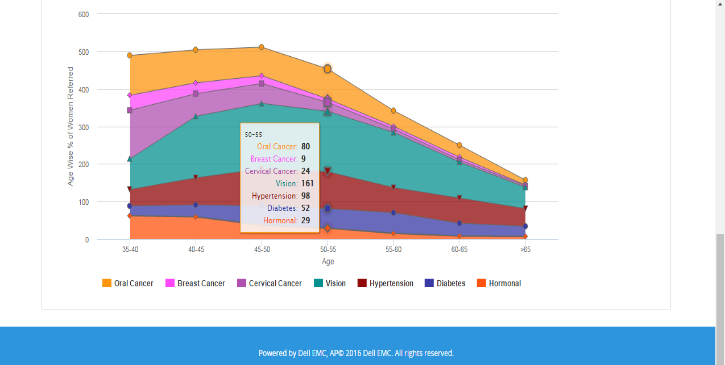 600
500
400
300
200
100
0
Age Wise % of Women Referred
50-55
Oral Cancer: 80
Breast Cancer: 9
Cervical Cancer: 24
Vision: 161
Hypertension: 98
Diabetes: 52
Hormonal: 29
35-40 40-45 45-50 50-55 55-60 60-65 >65
Age
Oral Cancer Breast Cancer Cervical Cancer Vision Hypertension Diabetes Hormonal
Powered by Dell EMC, AP© 2016 Dell EMC. All rights reserved.